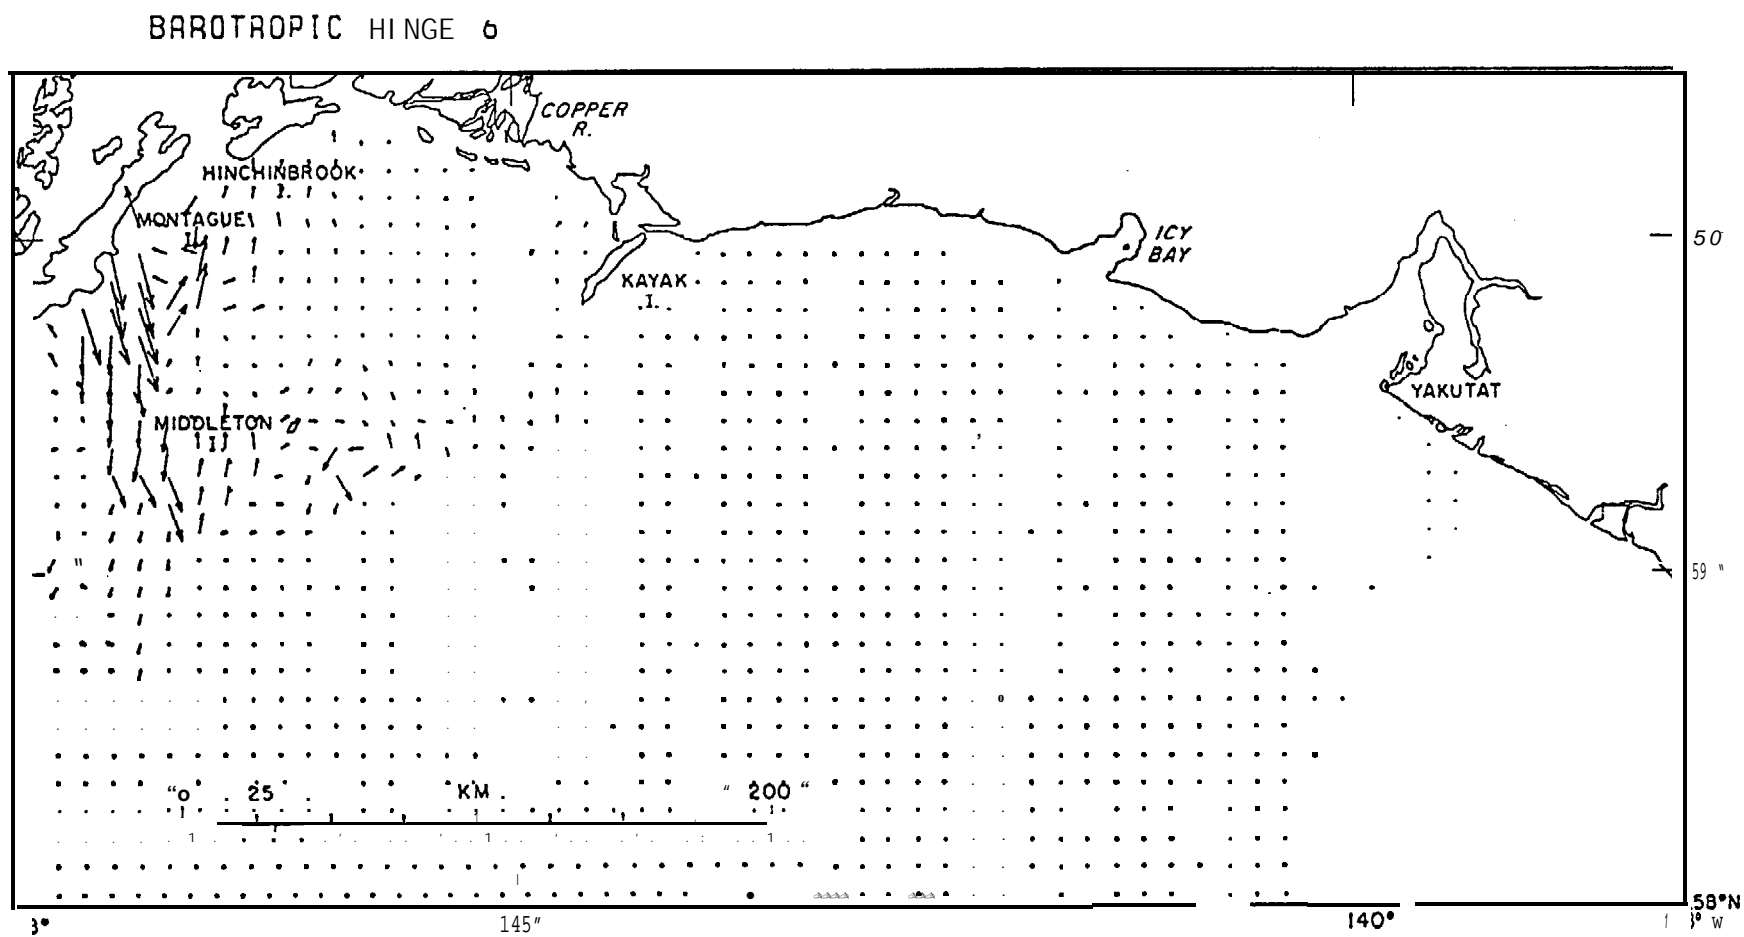 BAROTROPIC HINGE 6
COPPER
R.
HINCHINBROOK
I.
MONTAGUE
I.
ICY
BAY
50
KAYAK
I.
YAKUTAT
MIDDLETON
I.
59 "
"o 25 KM " 200 "
58°N
145" 140° ° W